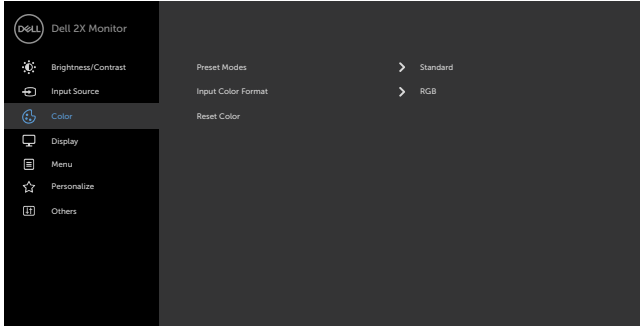 DELL Dell 2X Monitor
Brightness/Contrast Preset Modes Standard
Input Source Input Color Format RGB
Color Reset Color
Display
Menu
Personalize
Others